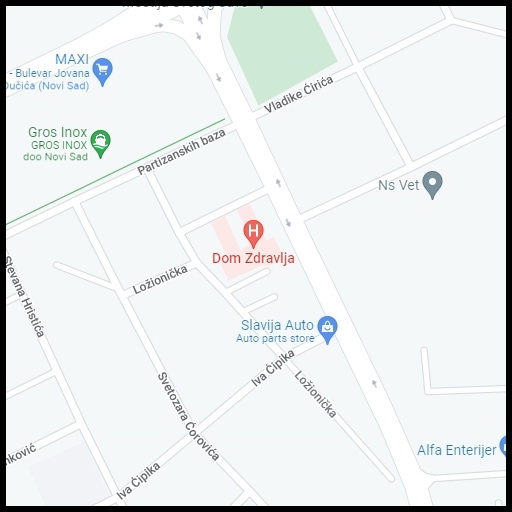 MAXI
- Bulevar Jovana
Dučića (Novi Sad)
Vladike Ćirića
Gros Inox
GROS INOX
doo Novi Sad
Partizanskih baza
Ns Vet
Dom Zdravlja
Stevana Hristića
Ložionička
Slavija Auto
Auto parts store
Iva Ćipika
Ložionička
Svetozara Ćorovića
Alfa Enterijer
nković
Iva Ćipika